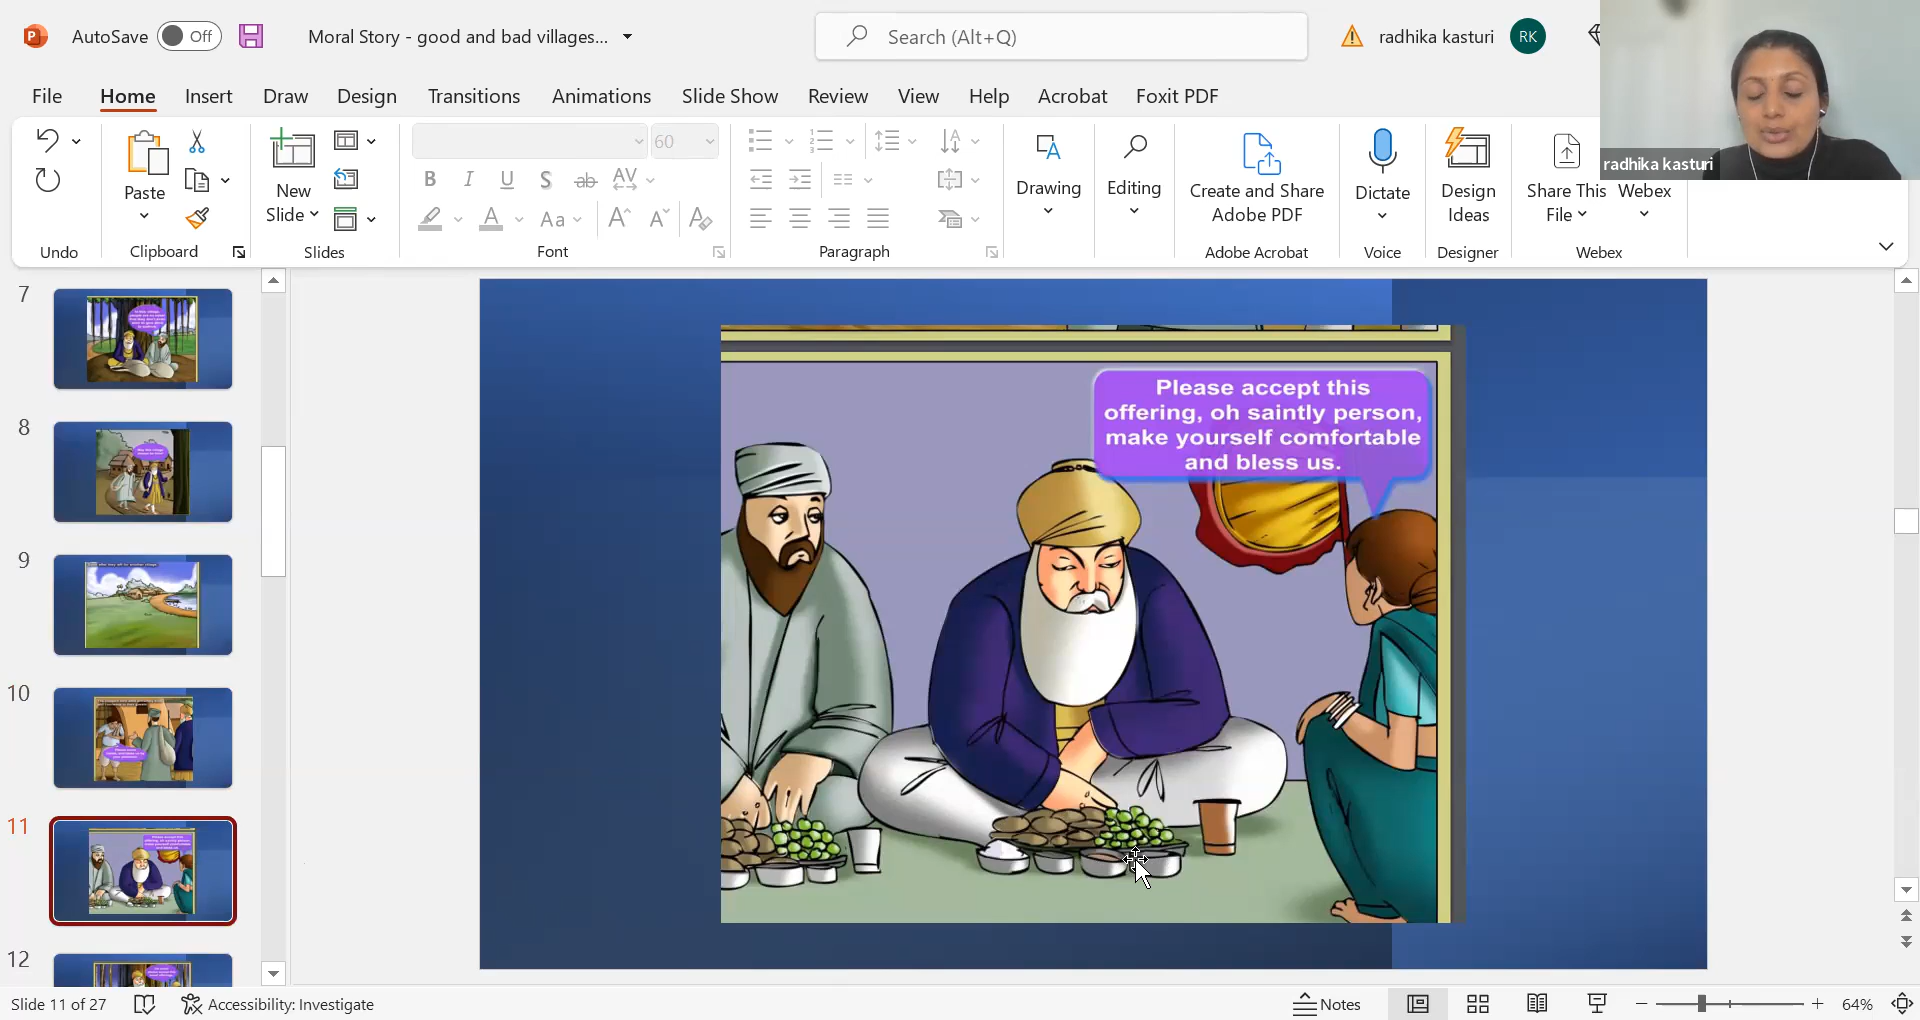 AutoSave Off
Moral Story - good and bad villages...
Search (Alt+Q)
radhika kasturi RK
File Home Insert Draw Design Transitions Animations Slide Show Review View Help Acrobat Foxit PDF
radhika kasturi
60
Paste
New
Slide
Drawing
Editing
Create and Share
Adobe PDF
Dictate
Design
Ideas
Share This
File
Webex
Undo Clipboard Slides Font Paragraph Adobe Acrobat Voice Designer Webex
7
8
9
10
11
12
Please accept this
offering, oh saintly person,
make yourself comfortable
and bless us.
Slide 11 of 27 Accessibility: Investigate Notes 64%